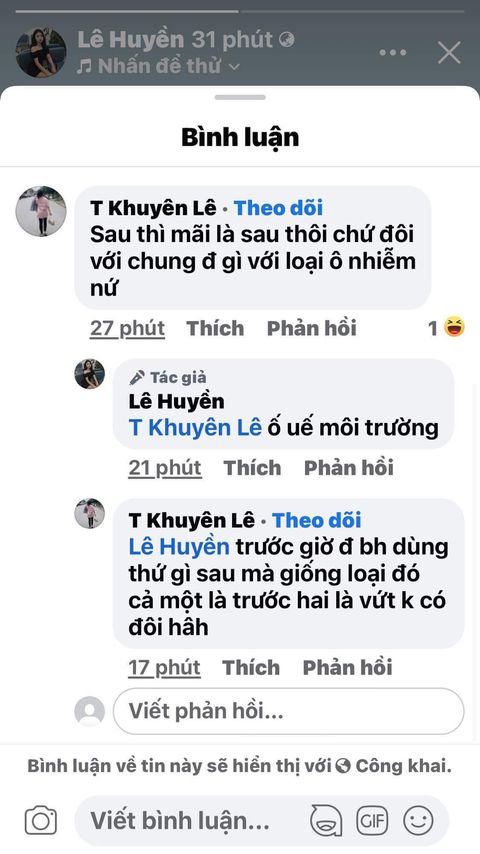 Lê Huyền 31 phút
Nhấn để thử
Bình luận
T Khuyên Lê · Theo dõi
Sau thì mãi là sau thôi chứ đôi
với chung đ gì với loại ô nhiễm
nứ
27 phút Thích Phản hồi 1
Tác giả
Lê Huyền
T Khuyên Lê ố uế môi trường
21 phút Thích Phản hồi
T Khuyên Lê · Theo dõi
Lê Huyền trước giờ đ bh dùng
thứ gì sau mà giống loại đó
cả một là trước hai là vứt k có
đôi hâh
17 phút Thích Phản hồi
Viết phản hồi...
Bình luận về tin này sẽ hiển thị với Công khai.
Viết bình luận... GIF